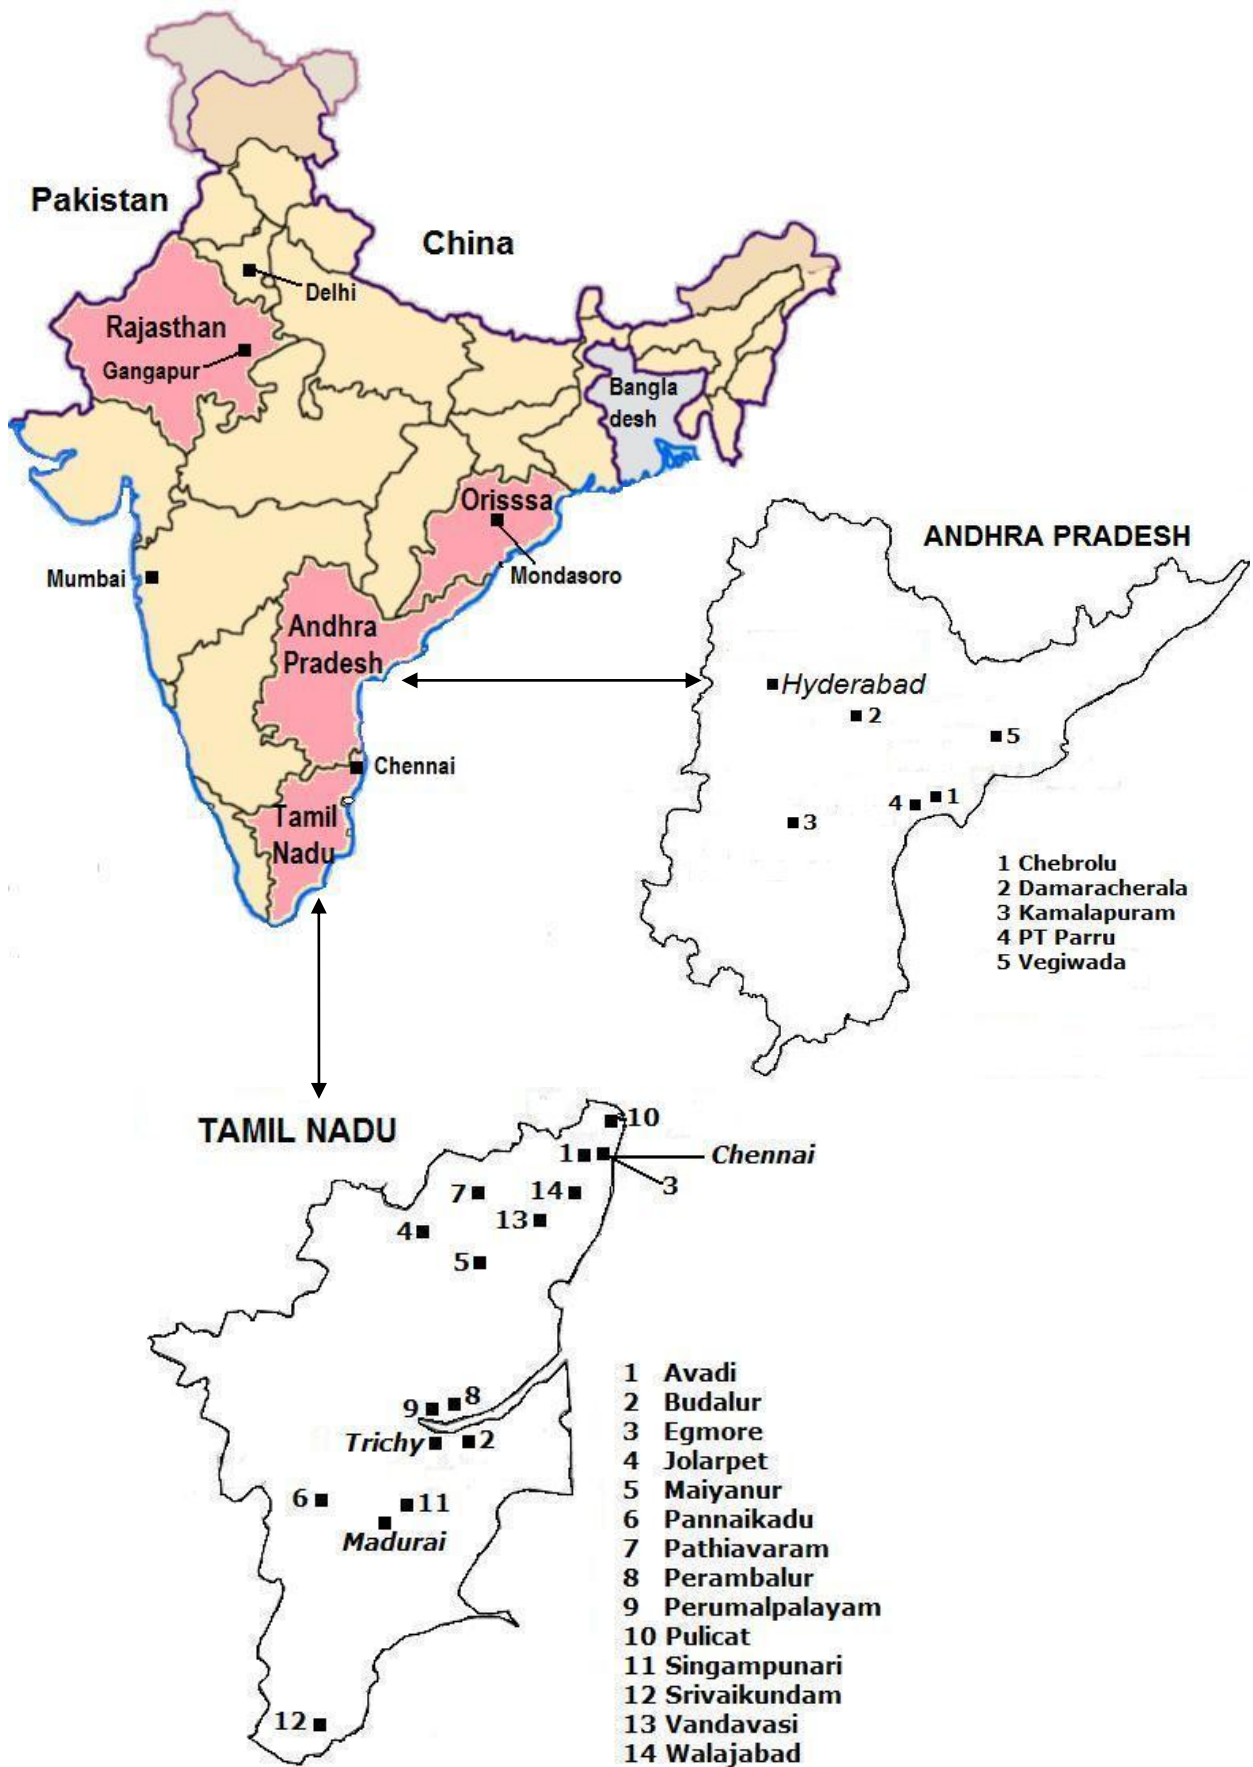 Pakistan
China
Delhi
Rajasthan
Gangapur
Bangla
desh
Orisssa
Mondasoro
Mumbai
Andhra
Pradesh
Chennai
Tamil
Nadu
ANDHRA PRADESH
Hyderabad
2
5
4
1
3
1 Chebrolu
2 Damaracherala
3 Kamalapuram
4 PT Parru
5 Vegiwada
TAMIL NADU
10
1
Chennai
3
7
14
13
4
5
9
8
Trichy
2
6
11
Madurai
12
1 Avadi
2 Budalur
3 Egmore
4 Jolarpet
5 Maiyanur
6 Pannaikadu
7 Pathiavaram
8 Perambalur
9 Perumalpalayam
10 Pulicat
11 Singampunari
12 Srivaikundam
13 Vandavasi
14 Walajabad